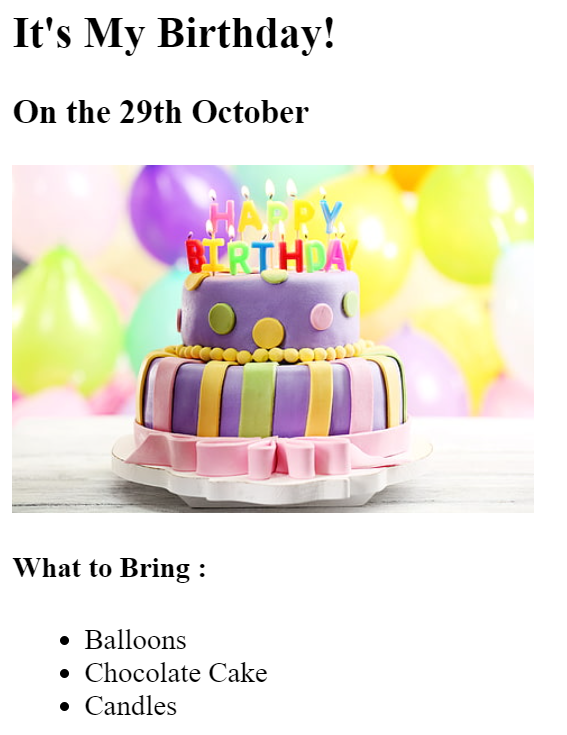 It's My Birthday!
On the 29th October
HAPPY
BIRTHDAY
What to Bring :
Balloons
Chocolate Cake
Candles